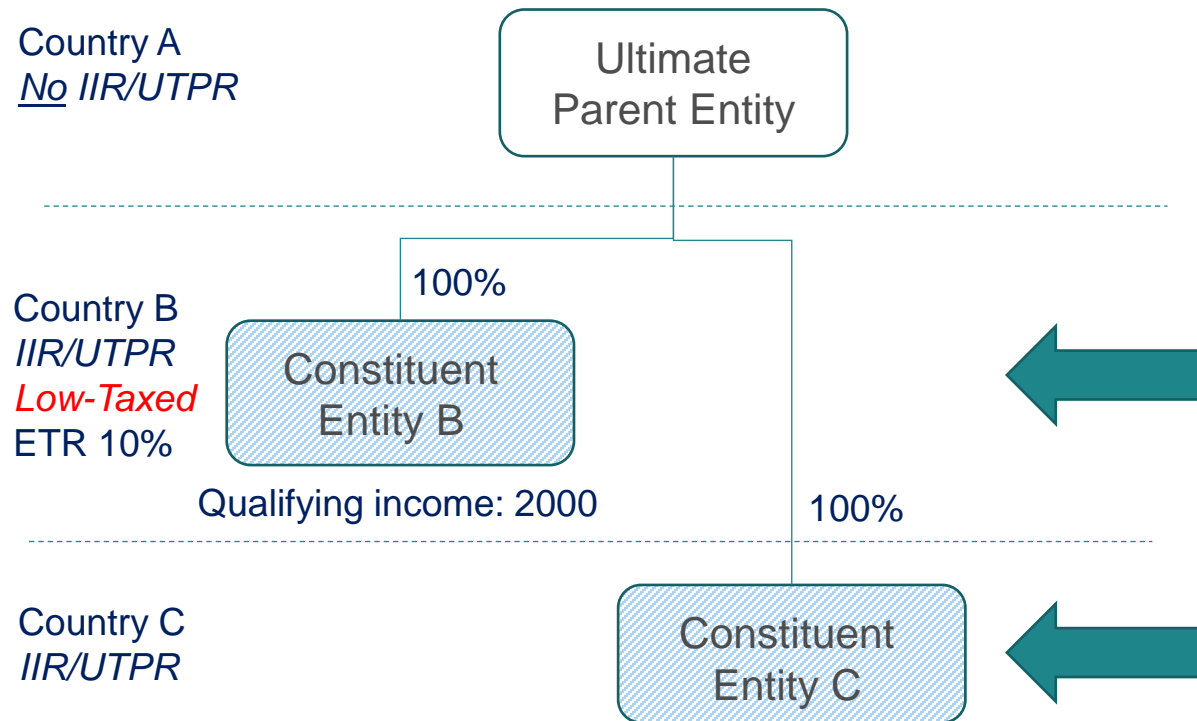 Country A
No IIR/UTPR
Ultimate
Parent Entity
100%
Country B
IIR/UTPR
Low-Taxed
ETR 10%
Constituent
Entity B
Qualifying income: 2000
100%
Country C
IIR/UTPR
Constituent
Entity C